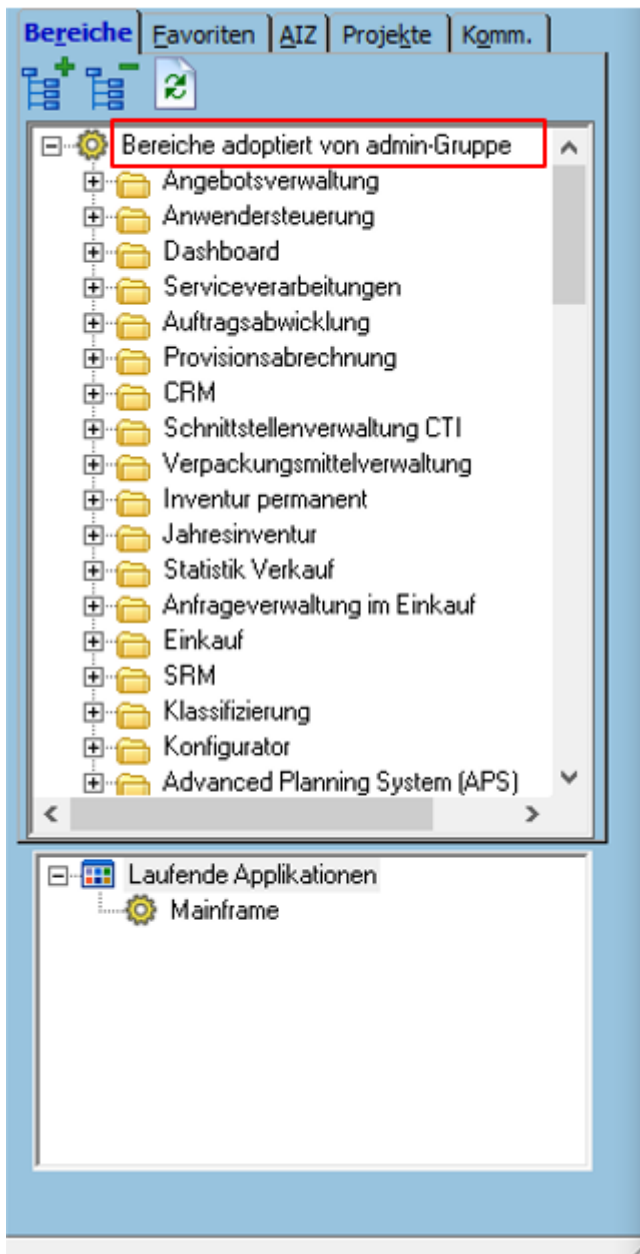 Bereiche Favoriten AIZ Projekte Komm.
Bereiche adoptiert von admin-Gruppe
Angebotsverwaltung
Anwendersteuerung
Dashboard
Serviceverarbeitungen
Auftragsabwicklung
Provisionsabrechnung
CRM
Schnittstellenverwaltung CTI
Verpackungsmittelverwaltung
Inventur permanent
Jahresinventur
Statistik Verkauf
Anfrageverwaltung im Einkauf
Einkauf
SRM
Klassifizierung
Konfigurator
Advanced Planning System (APS)
Laufende Applikationen
Mainframe